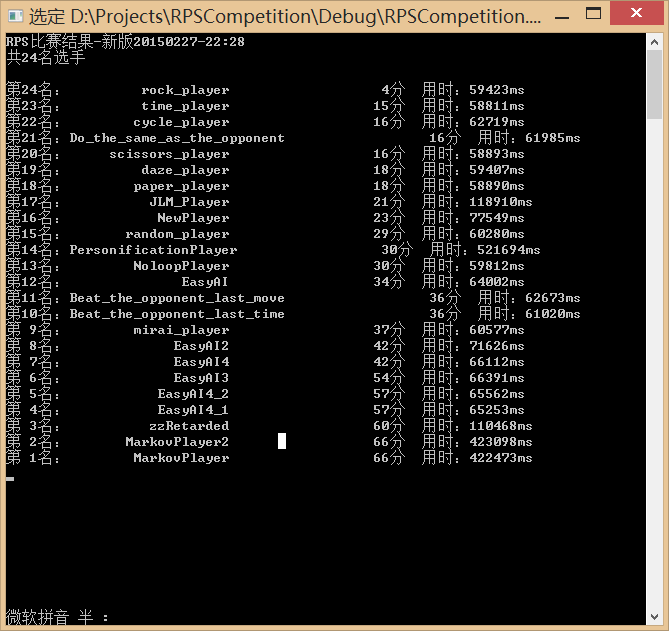 选定 D:\Projects\RPSCompetition\Debug\RPSCompetition....
RPS比赛结果-新版20150227-22:28
共24名选手
第24名: rock_player 4分 用时: 59423ms
第23名: time_player 15分 用时: 58811ms
第22名: cycle_player 16分 用时: 62719ms
第21名: Do_the_same_as_the_opponent 16分 用时: 61985ms
第20名: scissors_player 16分 用时: 58893ms
第19名: daze_player 18分 用时: 59407ms
第18名: paper_player 18分 用时: 58890ms
第17名: JLM_Player 21分 用时: 118910ms
第16名: NewPlayer 23分 用时: 77549ms
第15名: random_player 29分 用时: 60280ms
第14名: PersonificationPlayer 30分 用时: 521694ms
第13名: NoloopPlayer 30分 用时: 59812ms
第12名: EasyAI 34分 用时: 64002ms
第11名: Beat_the_opponent_last_move 36分 用时: 62673ms
第10名: Beat_the_opponent_last_time 36分 用时: 61020ms
第 9名: mirai_player 37分 用时: 60577ms
第 8名: EasyAI2 42分 用时: 71626ms
第 7名: EasyAI4 42分 用时: 66112ms
第 6名: EasyAI3 54分 用时: 66391ms
第 5名: EasyAI4_2 57分 用时: 65562ms
第 4名: EasyAI4_1 57分 用时: 65253ms
第 3名: zzRetarded 60分 用时: 110468ms
第 2名: MarkovPlayer2 66分 用时: 423098ms
第 1名: MarkovPlayer 66分 用时: 422473ms
微软拼音 半 :